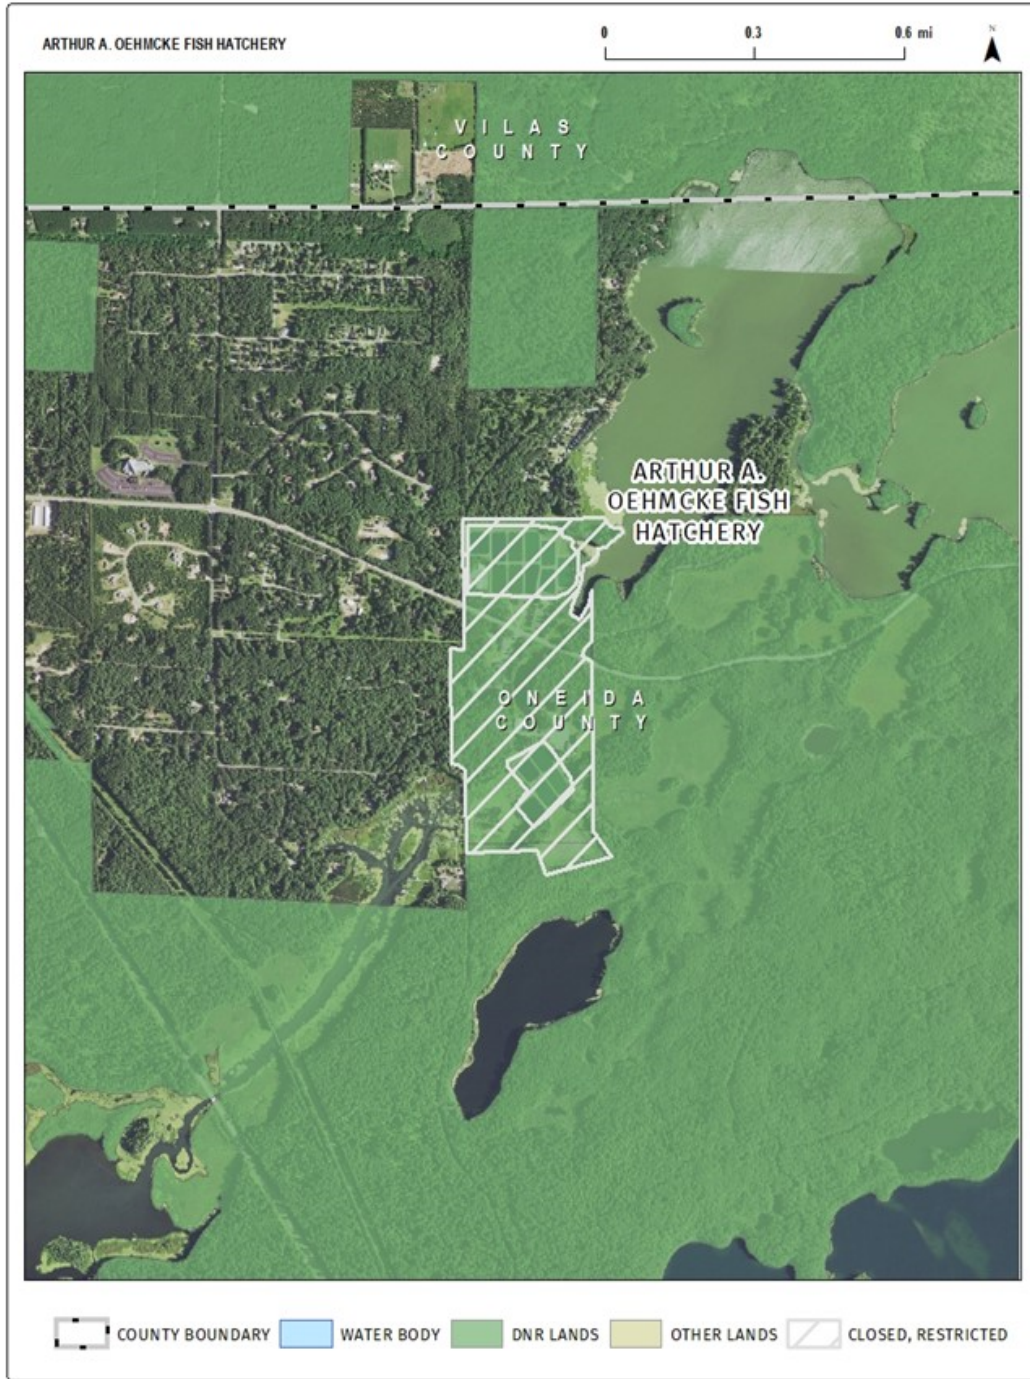 ARTHUR A. OEHMCKE FISH HATCHERY
0 0.3 0.6 mi
N
VILAS
COUNTY
ARTHUR A.
OEHMCKE FISH
HATCHERY
ONEIDA
COUNTY
COUNTY BOUNDARY WATER BODY DNR LANDS OTHER LANDS CLOSED, RESTRICTED